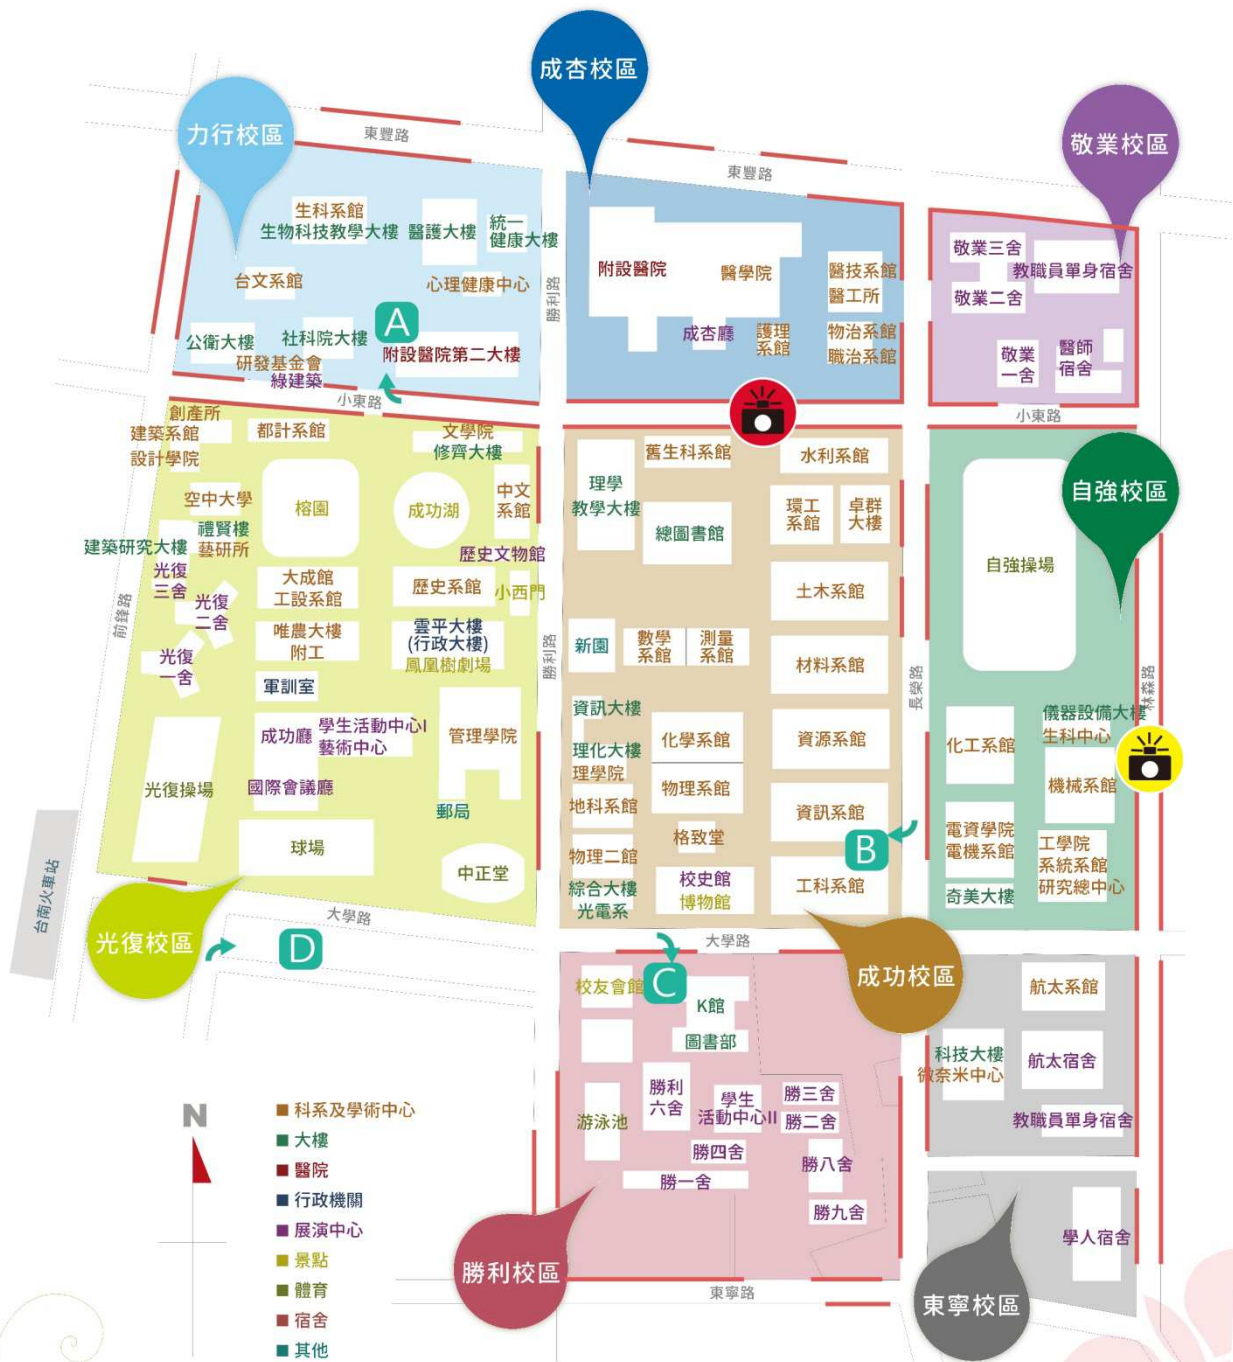 成杏校區
力行校區
敬業校區
東豐路
東豐路
生科系館
生物科技教學大樓
醫護大樓
統一
健康大樓
台文系館
心理健康中心
公衛大樓
社科院大樓
A
研發基金會
綠建築
附設醫院第二大樓
勝利路
附設醫院
醫學院
醫技系館
醫工所
成杏廳
護理
系館
物治系館
職治系館
敬業三舍
教職員單身宿舍
敬業二舍
敬業
一舍
醫師
宿舍
小東路
小東路
創產所
建築系館
設計學院
都計系館
文學院
修齊大樓
空中大學
榕園
成功湖
中文
系館
禮賢樓
建築研究大樓
藝研所
歷史文物館
光復
三舍
大成館
工設系館
歷史系館
小西門
光復
二舍
唯農大樓
附工
雲平大樓
(行政大樓)
鳳凰樹劇場
光復
一舍
軍訓室
前鋒路
勝利路
成功廳
學生活動中心I
藝術中心
管理學院
光復操場
國際會議廳
郵局
球場
中正堂
台南火車站
大學路
光復校區
D
理學
教學大樓
舊生科系館
水利系館
總圖書館
環工
系館
卓群
大樓
土木系館
新園
數學
系館
測量
系館
材料系館
資訊大樓
理化大樓
理學院
化學系館
資源系館
地科系館
物理系館
資訊系館
物理二館
格致堂
B
綜合大樓
光電系
校史館
博物館
工科系館
長榮路
自強校區
自強操場
林森路
儀器設備大樓
生科中心
化工系館
機械系館
電資學院
電機系館
工學院
系統系館
研究總中心
奇美大樓
大學路
成功校區
C
校友會館
K館
圖書部
游泳池
勝利
六舍
學生
活動中心II
勝三舍
勝二舍
勝四舍
勝八舍
勝一舍
勝九舍
勝利校區
東寧路
航太系館
科技大樓
微奈米中心
航太宿舍
教職員單身宿舍
學人宿舍
東寧校區
N
科系及學術中心
大樓
醫院
行政機關
展演中心
景點
體育
宿舍
其他